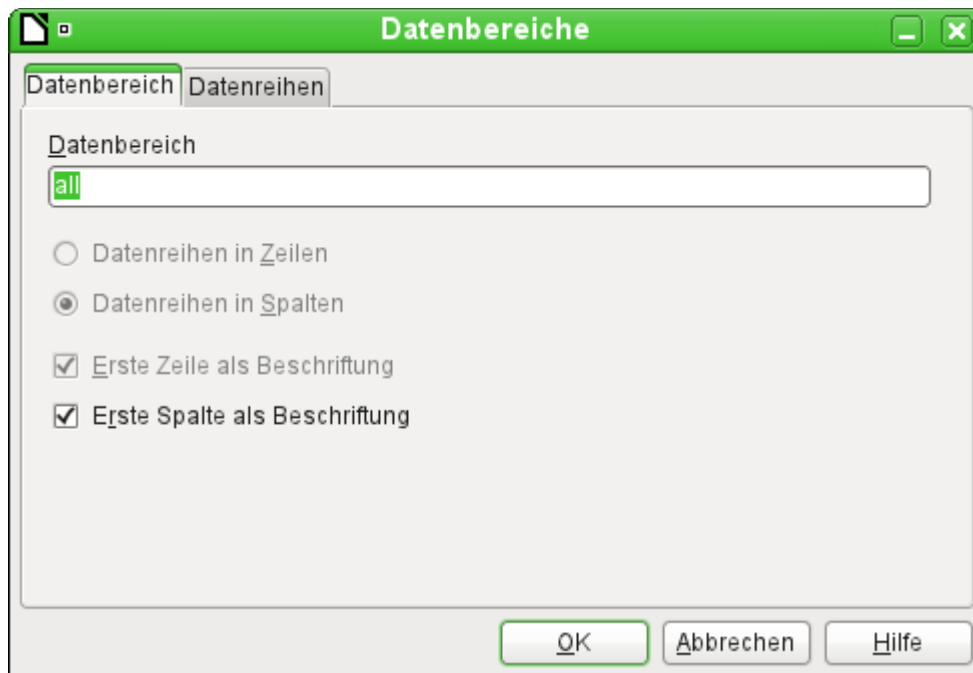 Datenbereiche
Datenbereich Datenreihen
Datenbereich
all
Datenreihen in Zeilen
Datenreihen in Spalten
Erste Zeile als Beschriftung
Erste Spalte als Beschriftung
OK Abbrechen Hilfe